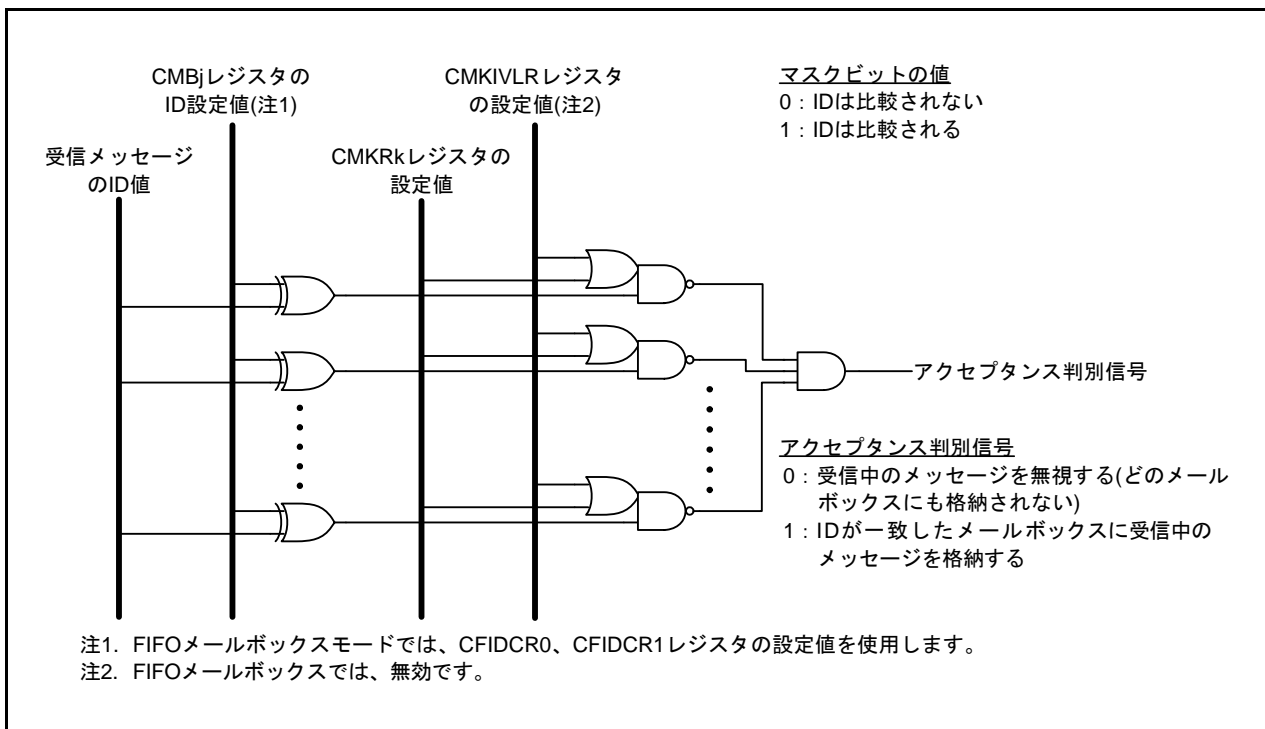 CMBjレジスタの
ID設定値(注1)
CMKIVLRレジスタ
の設定値(注2)
マスクビットの値
0：IDは比較されない
1：IDは比較される
受信メッセージ
のID値
CMKRkレジスタの
設定値
アクセプタンス判別信号
アクセプタンス判別信号
0：受信中のメッセージを無視する(どのメール
ボックスにも格納されない)
1：IDが一致したメールボックスに受信中の
メッセージを格納する
注1. FIFOメールボックスモードでは、CFIDCR0、CFIDCR1レジスタの設定値を使用します。
注2. FIFOメールボックスでは、無効です。